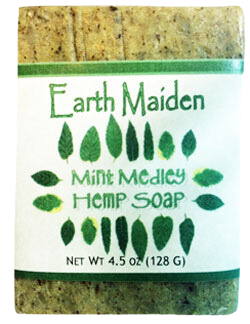 Earth Maiden
Mint Medley
Hemp Soap
Net Wt 4.5 oz (128 g)